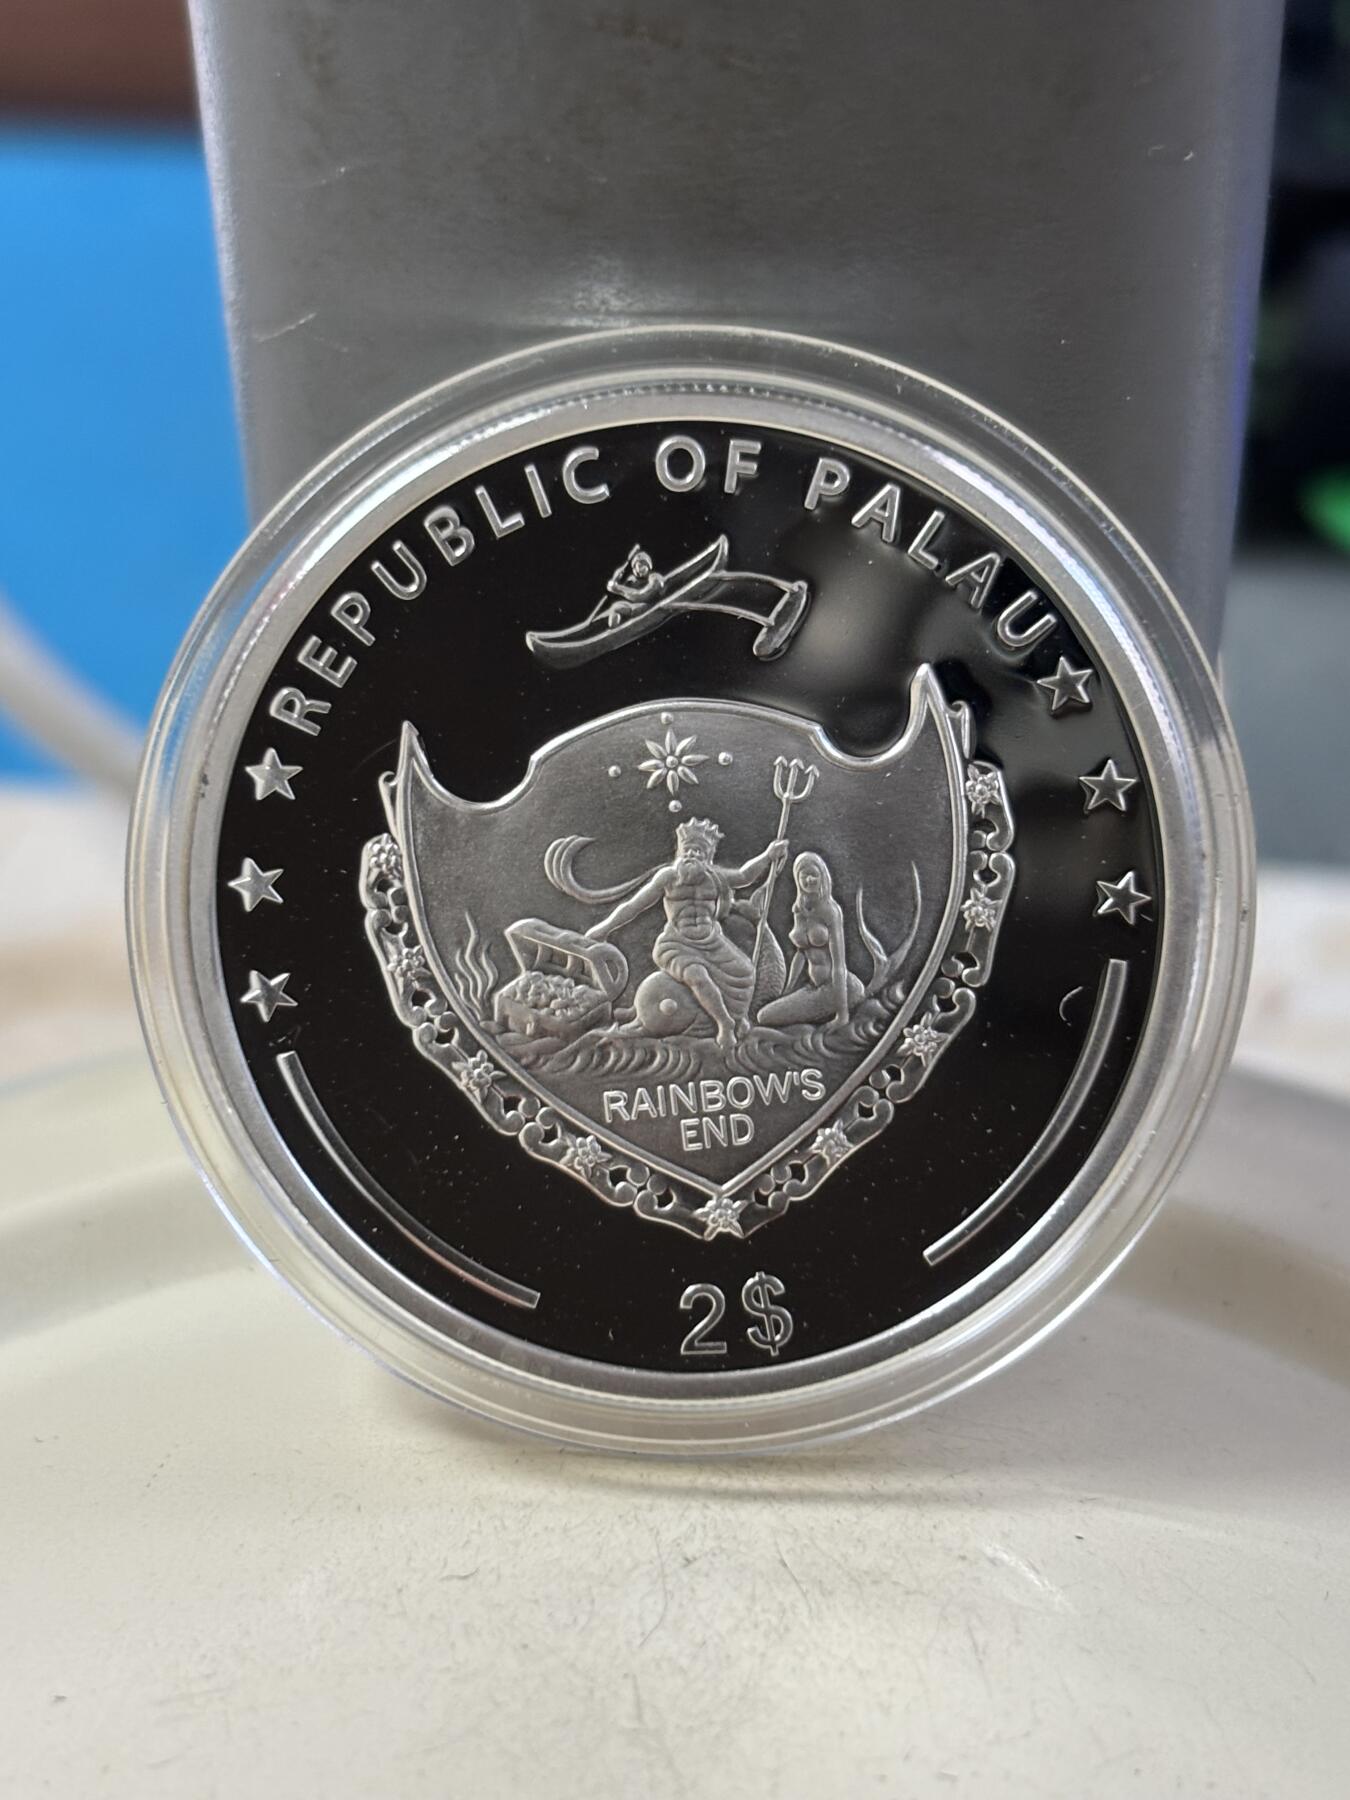 REPUBLIC OF PALAU
RAINBOW'S
END
2$